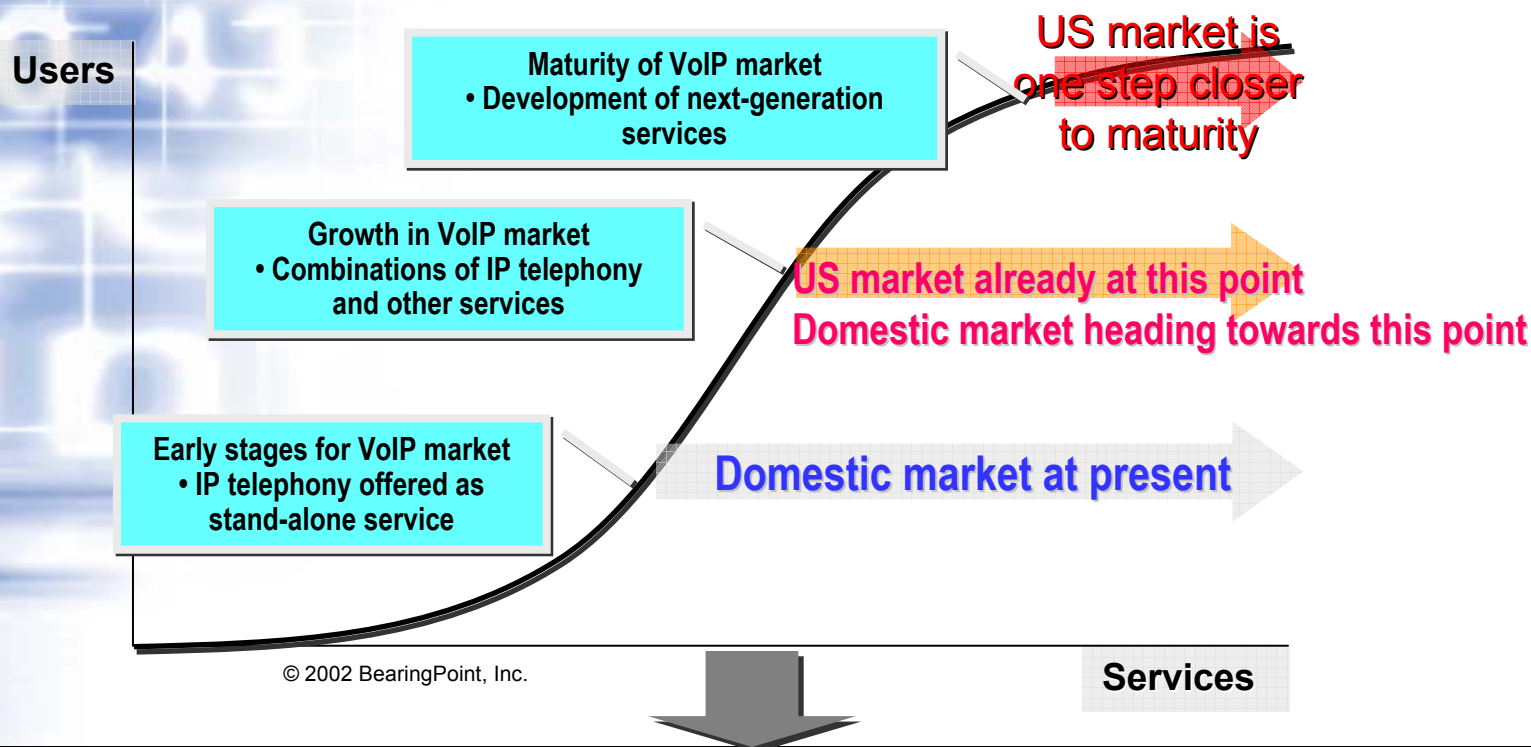 Users
Maturity of VoIP market
• Development of next-generation
services
US market is
one step closer
to maturity
Growth in VoIP market
• Combinations of IP telephony
and other services
US market already at this point
Domestic market heading towards this point
Early stages for VoIP market
• IP telephony offered as
stand-alone service
Domestic market at present
© 2002 BearingPoint, Inc.
Services